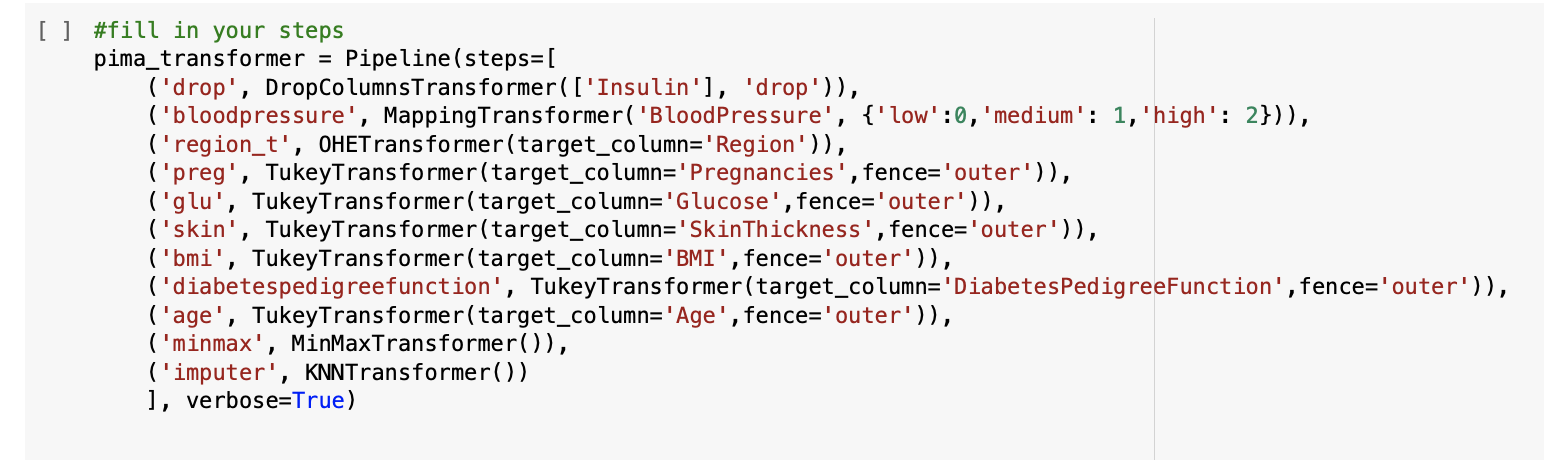 [ ] #fill in your steps
pima_transformer = Pipeline(steps=[
('drop', DropColumnsTransformer(['Insulin'], 'drop')),
('bloodpressure', MappingTransformer('BloodPressure', {'low':0,'medium': 1,'high': 2})),
('region_t', OHETransformer(target_column='Region')),
('preg', TukeyTransformer(target_column='Pregnancies',fence='outer')),
('glu', TukeyTransformer(target_column='Glucose',fence='outer')),
('skin', TukeyTransformer(target_column='SkinThickness',fence='outer')),
('bmi', TukeyTransformer(target_column='BMI',fence='outer')),
('diabetespedigreefunction', TukeyTransformer(target_column='DiabetesPedigreeFunction',fence='outer')),
('age', TukeyTransformer(target_column='Age',fence='outer')),
('minmax', MinMaxTransformer()),
('imputer', KNNTransformer())
], verbose=True)